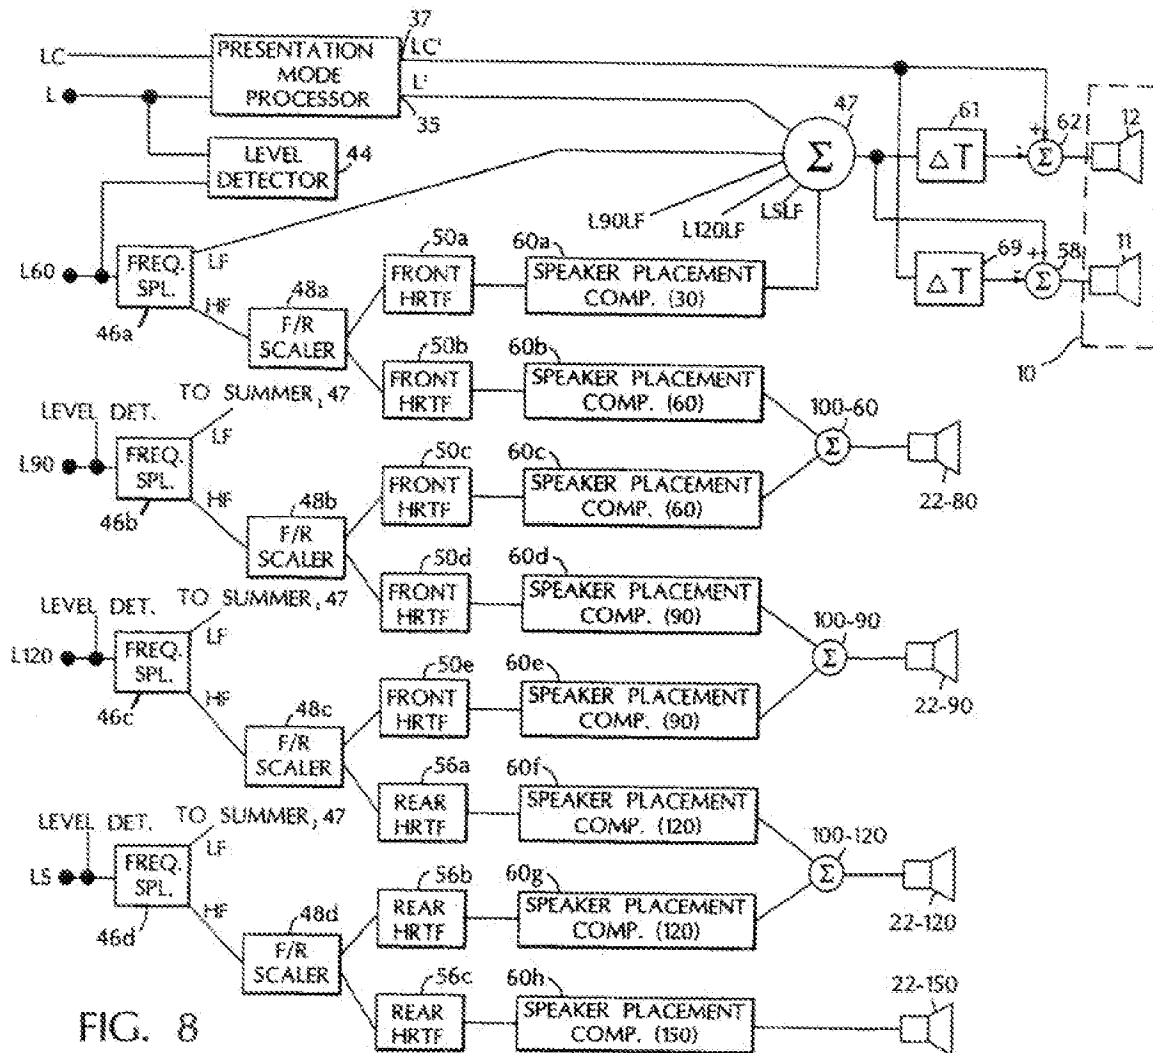 LC
L
PRESENTATION
MODE
PROCESSOR
37
LC'
L'
35
LEVEL
DETECTOR
44
47
Σ
L90LF
L120LF
LSLF
61
Δ T
+
-
62
Σ
12
69
Δ T
+
-
58
Σ
11
10
L60
FREQ.
SPL.
LF
HF
46a
48a
F/R
SCALER
50a
FRONT
HRTF
60a
SPEAKER PLACEMENT
COMP. (30)
50b
FRONT
HRTF
60b
SPEAKER PLACEMENT
COMP. (60)
100-60
Σ
22-80
LEVEL DET.
TO SUMMER, 47
L90
FREQ.
SPL.
LF
HF
46b
48b
F/R
SCALER
50c
FRONT
HRTF
60c
SPEAKER PLACEMENT
COMP. (60)
50d
FRONT
HRTF
60d
SPEAKER PLACEMENT
COMP. (90)
100-90
Σ
22-90
LEVEL DET.
TO SUMMER, 47
L120
FREQ.
SPL.
LF
HF
46c
48c
F/R
SCALER
50e
FRONT
HRTF
60e
SPEAKER PLACEMENT
COMP. (90)
56a
REAR
HRTF
60f
SPEAKER PLACEMENT
COMP. (120)
100-120
Σ
22-120
LEVEL DET.
TO SUMMER, 47
LS
FREQ.
SPL.
LF
HF
46d
48d
F/R
SCALER
56b
REAR
HRTF
60g
SPEAKER PLACEMENT
COMP. (120)
56c
REAR
HRTF
60h
SPEAKER PLACEMENT
COMP. (150)
22-150
FIG. 8